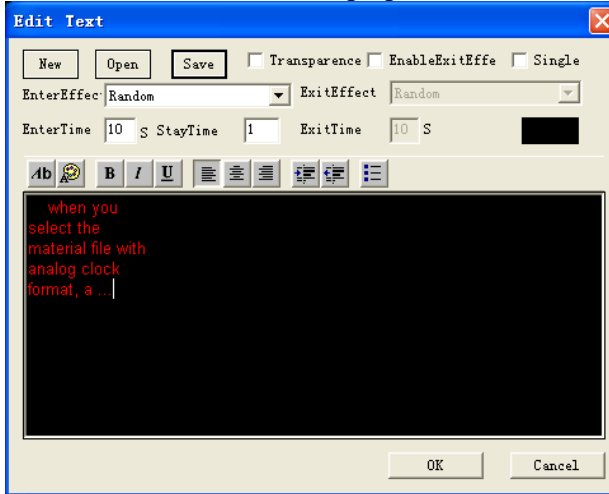 Edit Text
New Open Save Transparence EnableExitEffe Single
EnterEffec Random ExitEffect Random
EnterTime 10 S StayTime 1 ExitTime 10 S
Ab B I U
when you
select the
material file with
analog clock
format, a ...
OK Cancel